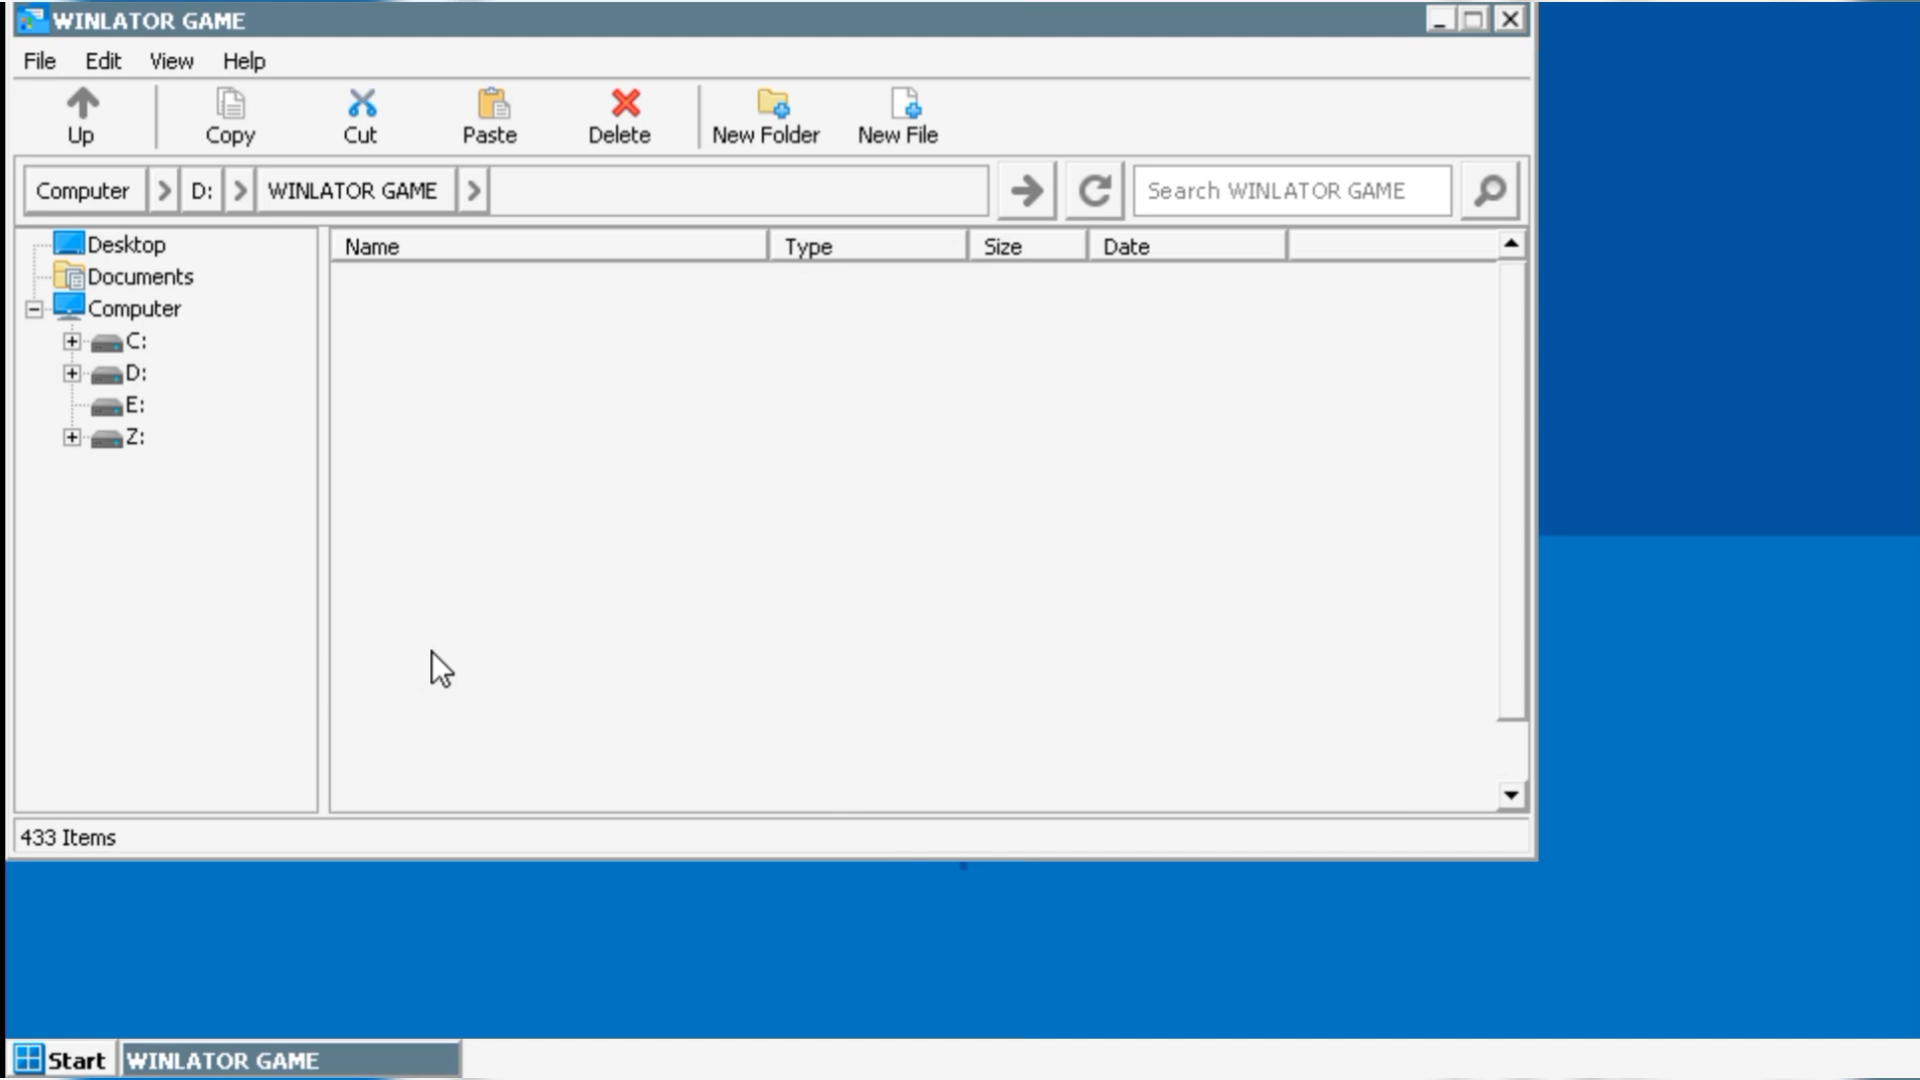 WINLATOR GAME
File Edit View Help
Up Copy Cut Paste Delete New Folder New File
Computer D: WINLATOR GAME Search WINLATOR GAME
Name Type Size Date
Desktop
Documents
Computer
C:
D:
E:
Z:
433 Items
Start WINLATOR GAME